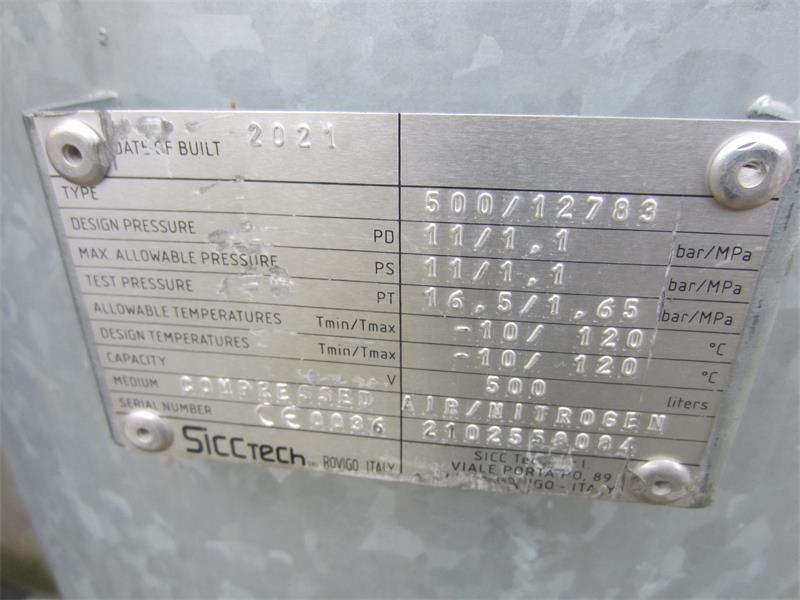 DATE OF BUILT 2021
TYPE 500/12783
DESIGN PRESSURE PD 11/1,1 bar/MPa
MAX. ALLOWABLE PRESSURE PS 11/1,1 bar/MPa
TEST PRESSURE PT 16,5/1,65 bar/MPa
ALLOWABLE TEMPERATURES Tmin/Tmax -10/ 120 °C
DESIGN TEMPERATURES Tmin/Tmax -10/ 120 °C
CAPACITY V 500 liters
MEDIUM COMPRESSED AIR/NITROGEN
SERIAL NUMBER CE 0036 2102558084
SICCTech ROVIGO ITALY
SICC
VIALE PORTA PO, 89
ITALY